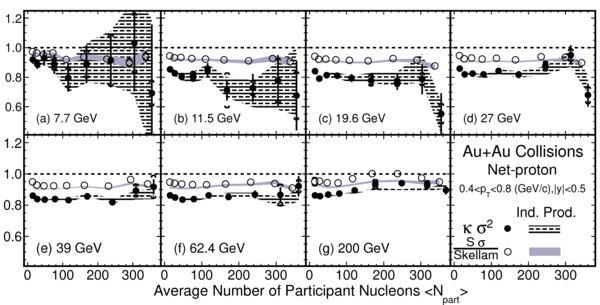 1.2
1.0
0.8
0.6
(a) 7.7 GeV
(b) 11.5 GeV
(c) 19.6 GeV
(d) 27 GeV
1.2
1.0
0.8
0.6
(e) 39 GeV
(f) 62.4 GeV
(g) 200 GeV
Au+Au Collisions
Net-proton
0.4<pT<0.8 (GeV/c),|y|<0.5
Ind. Prod.
κ σ²
S σ
Skellam
0 100 200 300
0 100 200 300
0 100 200 300
Average Number of Participant Nucleons <Npart>